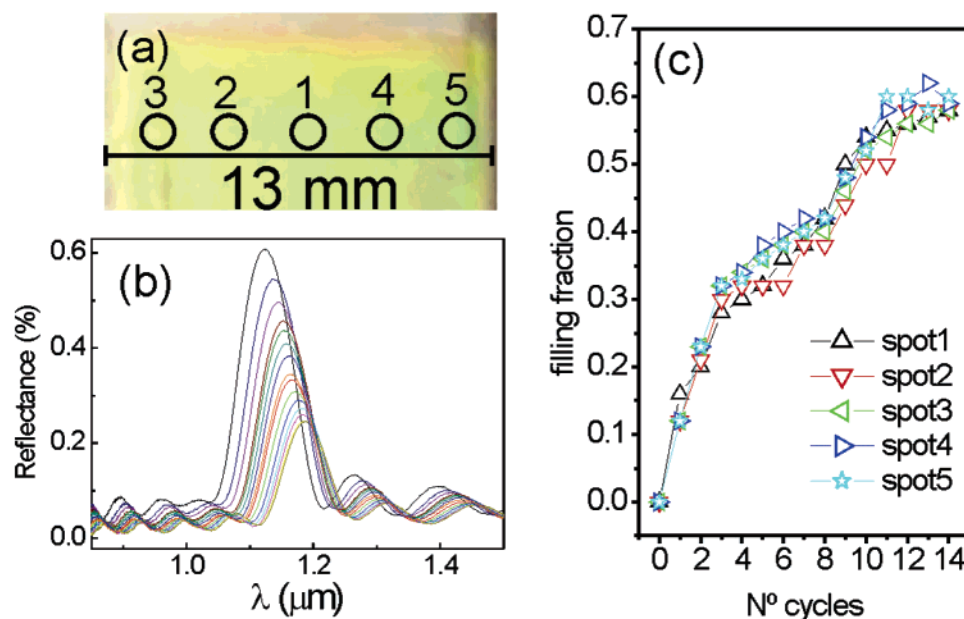 (a)
3 2 1 4 5
13 mm
(b)
Reflectance (%)
0.6
0.4
0.2
0.0
1.0 1.2 1.4
λ (μm)
(c)
filling fraction
0.7
0.6
0.5
0.4
0.3
0.2
0.1
0.0
spot1
spot2
spot3
spot4
spot5
0 2 4 6 8 10 12 14
Nº cycles